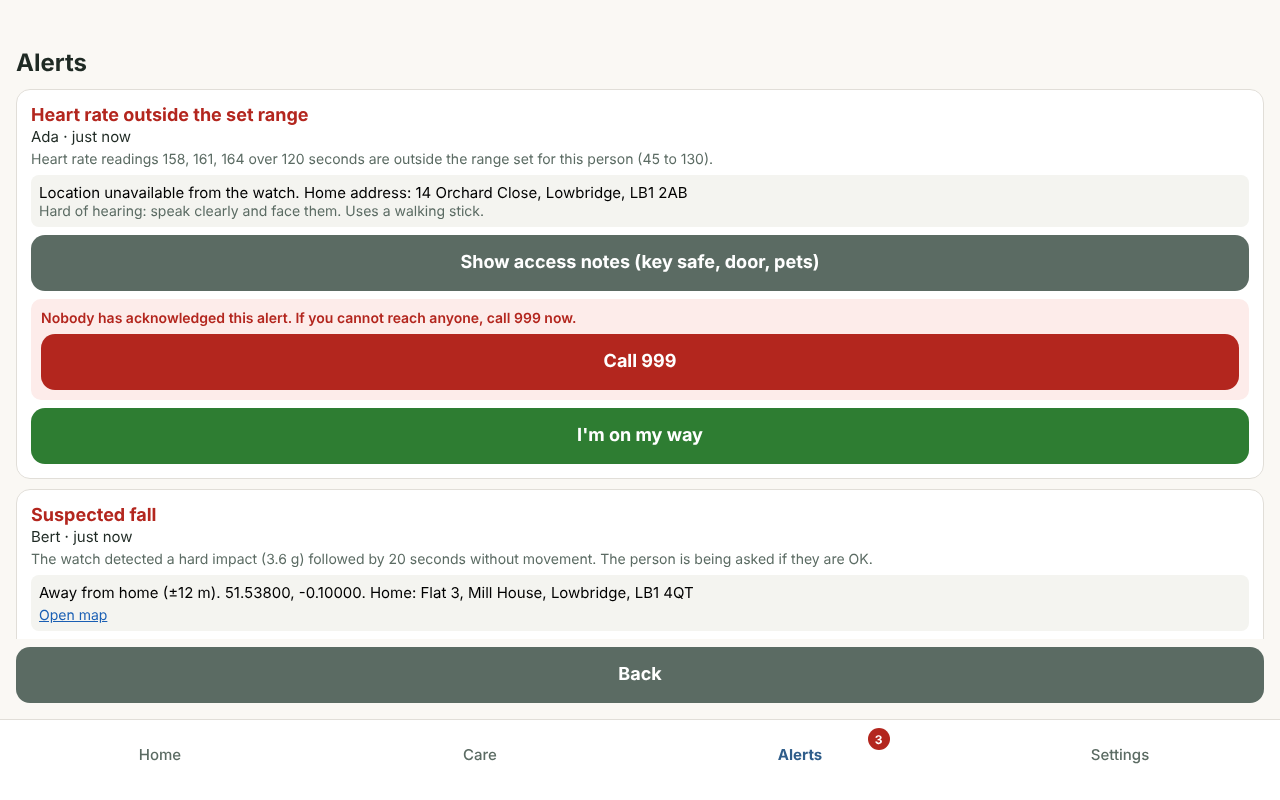 Alerts
Heart rate outside the set range
Ada · just now
Heart rate readings 158, 161, 164 over 120 seconds are outside the range set for this person (45 to 130).
Location unavailable from the watch. Home address: 14 Orchard Close, Lowbridge, LB1 2AB
Hard of hearing: speak clearly and face them. Uses a walking stick.
Show access notes (key safe, door, pets)
Nobody has acknowledged this alert. If you cannot reach anyone, call 999 now.
Call 999
I'm on my way
Suspected fall
Bert · just now
The watch detected a hard impact (3.6 g) followed by 20 seconds without movement. The person is being asked if they are OK.
Away from home (±12 m). 51.53800, -0.10000. Home: Flat 3, Mill House, Lowbridge, LB1 4QT
Open map
Back
3
Home Care Alerts Settings